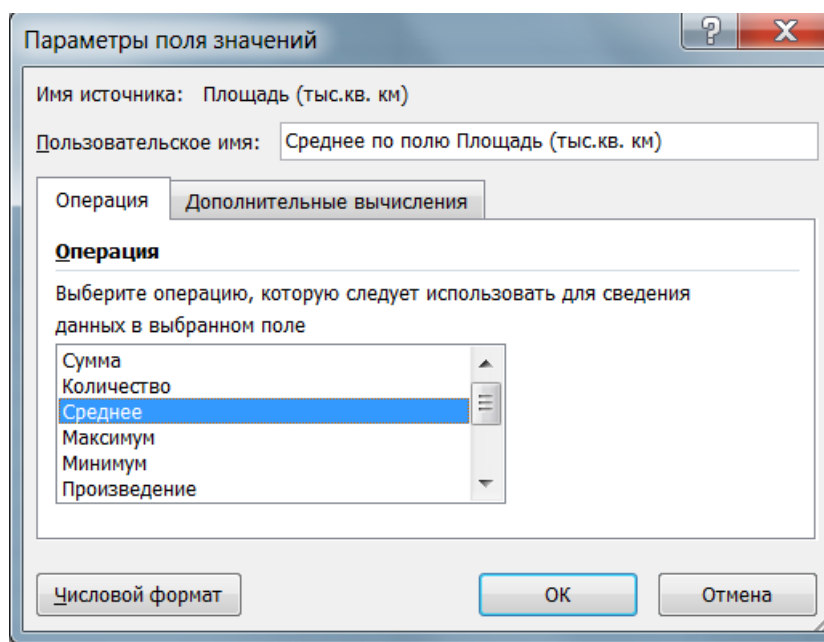 Параметры поля значений
Имя источника: Площадь (тыс.кв. км)
Пользовательское имя: Среднее по полю Площадь (тыс.кв. км)
Операция Дополнительные вычисления
Операция
Выберите операцию, которую следует использовать для сведения
данных в выбранном поле
Сумма
Количество
Среднее
Максимум
Минимум
Произведение
Числовой формат ОК Отмена